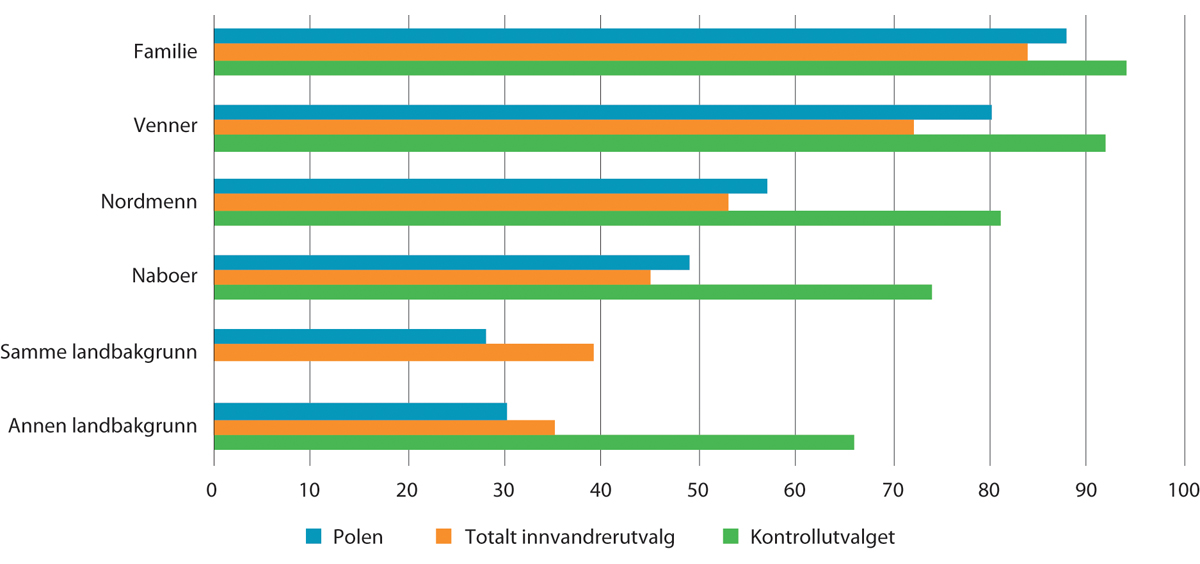 Familie
Venner
Nordmenn
Naboer
Samme landbakgrunn
Annen landbakgrunn
0 10 20 30 40 50 60 70 80 90 100
Polen Totalt innvandrerutvalg Kontrollutvalget